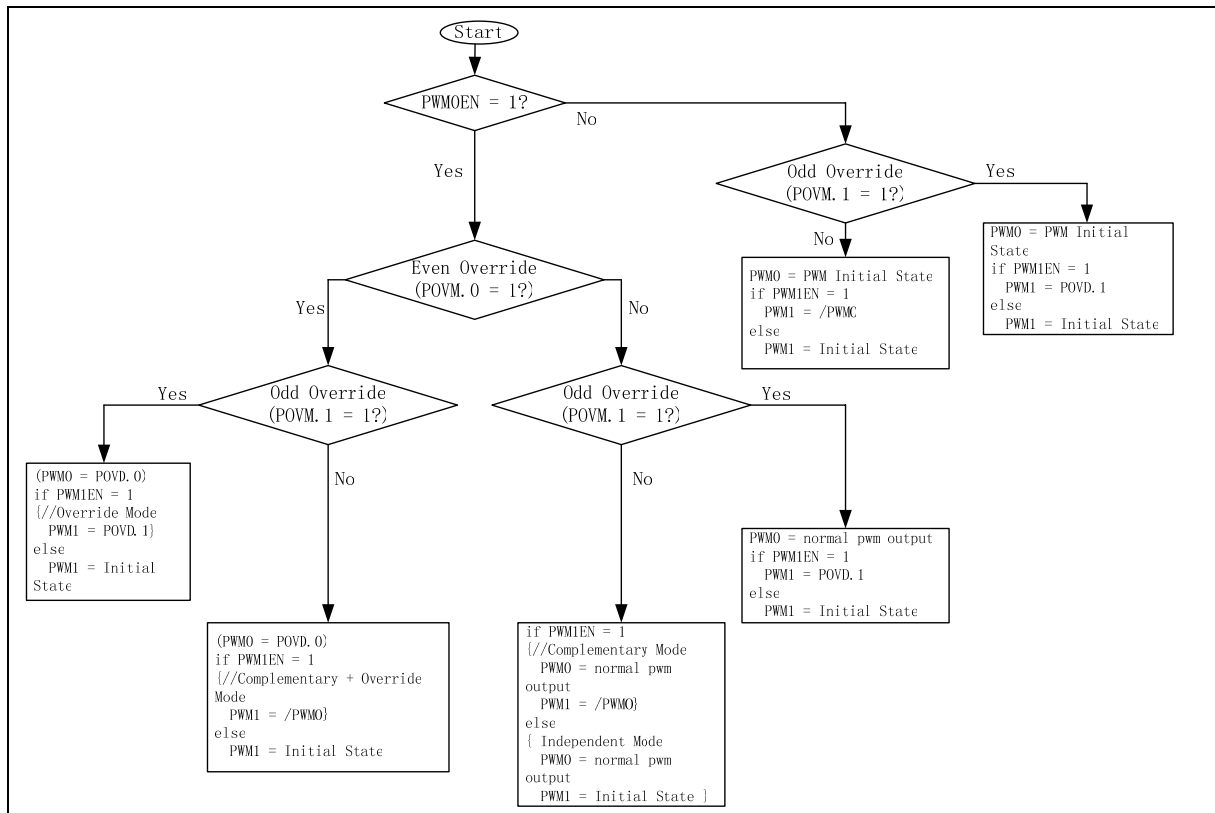 Start
PWM0EN = 1?
No
Yes
Odd Override
(POVM.1 = 1?)
Yes
No
PWM0 = PWM Initial
State
if PWM1EN = 1
PWM1 = POVD.1
else
PWM1 = Initial State
PWM0 = PWM Initial State
if PWM1EN = 1
PWM1 = /PWMC
else
PWM1 = Initial State
Even Override
(POVM.0 = 1?)
Yes
No
Odd Override
(POVM.1 = 1?)
Yes
No
Odd Override
(POVM.1 = 1?)
Yes
No
(PWM0 = POVD.0)
if PWM1EN = 1
{//Override Mode
PWM1 = POVD.1}
else
PWM1 = Initial
State
PWM0 = normal pwm output
if PWM1EN = 1
PWM1 = POVD.1
else
PWM1 = Initial State
(PWM0 = POVD.0)
if PWM1EN = 1
{//Complementary + Override
Mode
PWM1 = /PWM0}
else
PWM1 = Initial State
if PWM1EN = 1
{//Complementary Mode
PWM0 = normal pwm
output
PWM1 = /PWM0}
else
{ Independent Mode
PWM0 = normal pwm
output
PWM1 = Initial State }